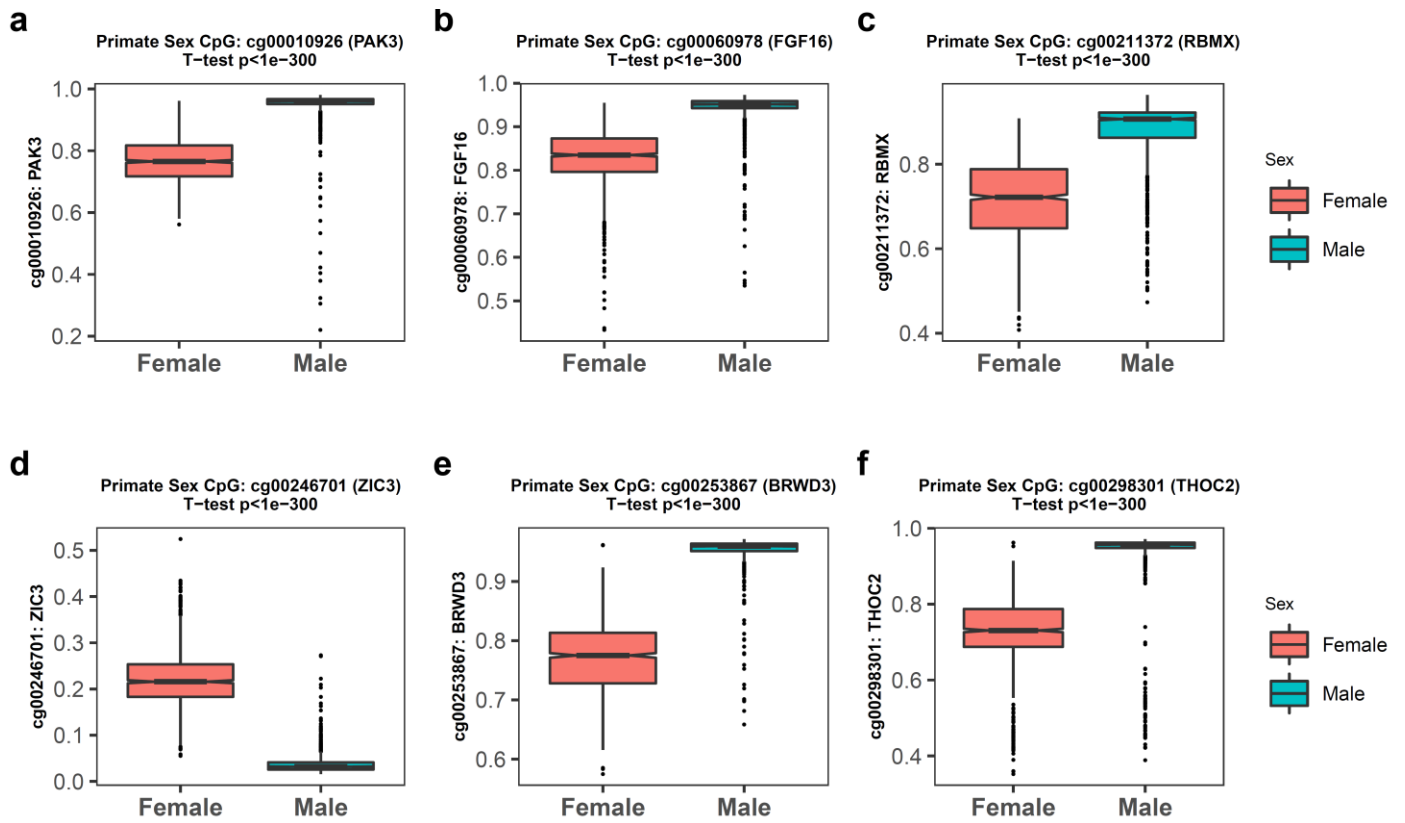 a
Primate Sex CpG: cg00010926 (PAK3)
T−test p<1e−300
cg00010926: PAK3
1.0
0.8
0.6
0.4
0.2
Female Male
b
Primate Sex CpG: cg00060978 (FGF16)
T−test p<1e−300
cg00060978: FGF16
1.0
0.9
0.8
0.7
0.6
0.5
Female Male
c
Primate Sex CpG: cg00211372 (RBMX)
T−test p<1e−300
cg00211372: RBMX
0.8
0.6
0.4
Female Male
Sex
Female
Male
d
Primate Sex CpG: cg00246701 (ZIC3)
T−test p<1e−300
cg00246701: ZIC3
0.5
0.4
0.3
0.2
0.1
0.0
Female Male
e
Primate Sex CpG: cg00253867 (BRWD3)
T−test p<1e−300
cg00253867: BRWD3
0.9
0.8
0.7
0.6
Female Male
f
Primate Sex CpG: cg00298301 (THOC2)
T−test p<1e−300
cg00298301: THOC2
1.0
0.8
0.6
0.4
Female Male
Sex
Female
Male